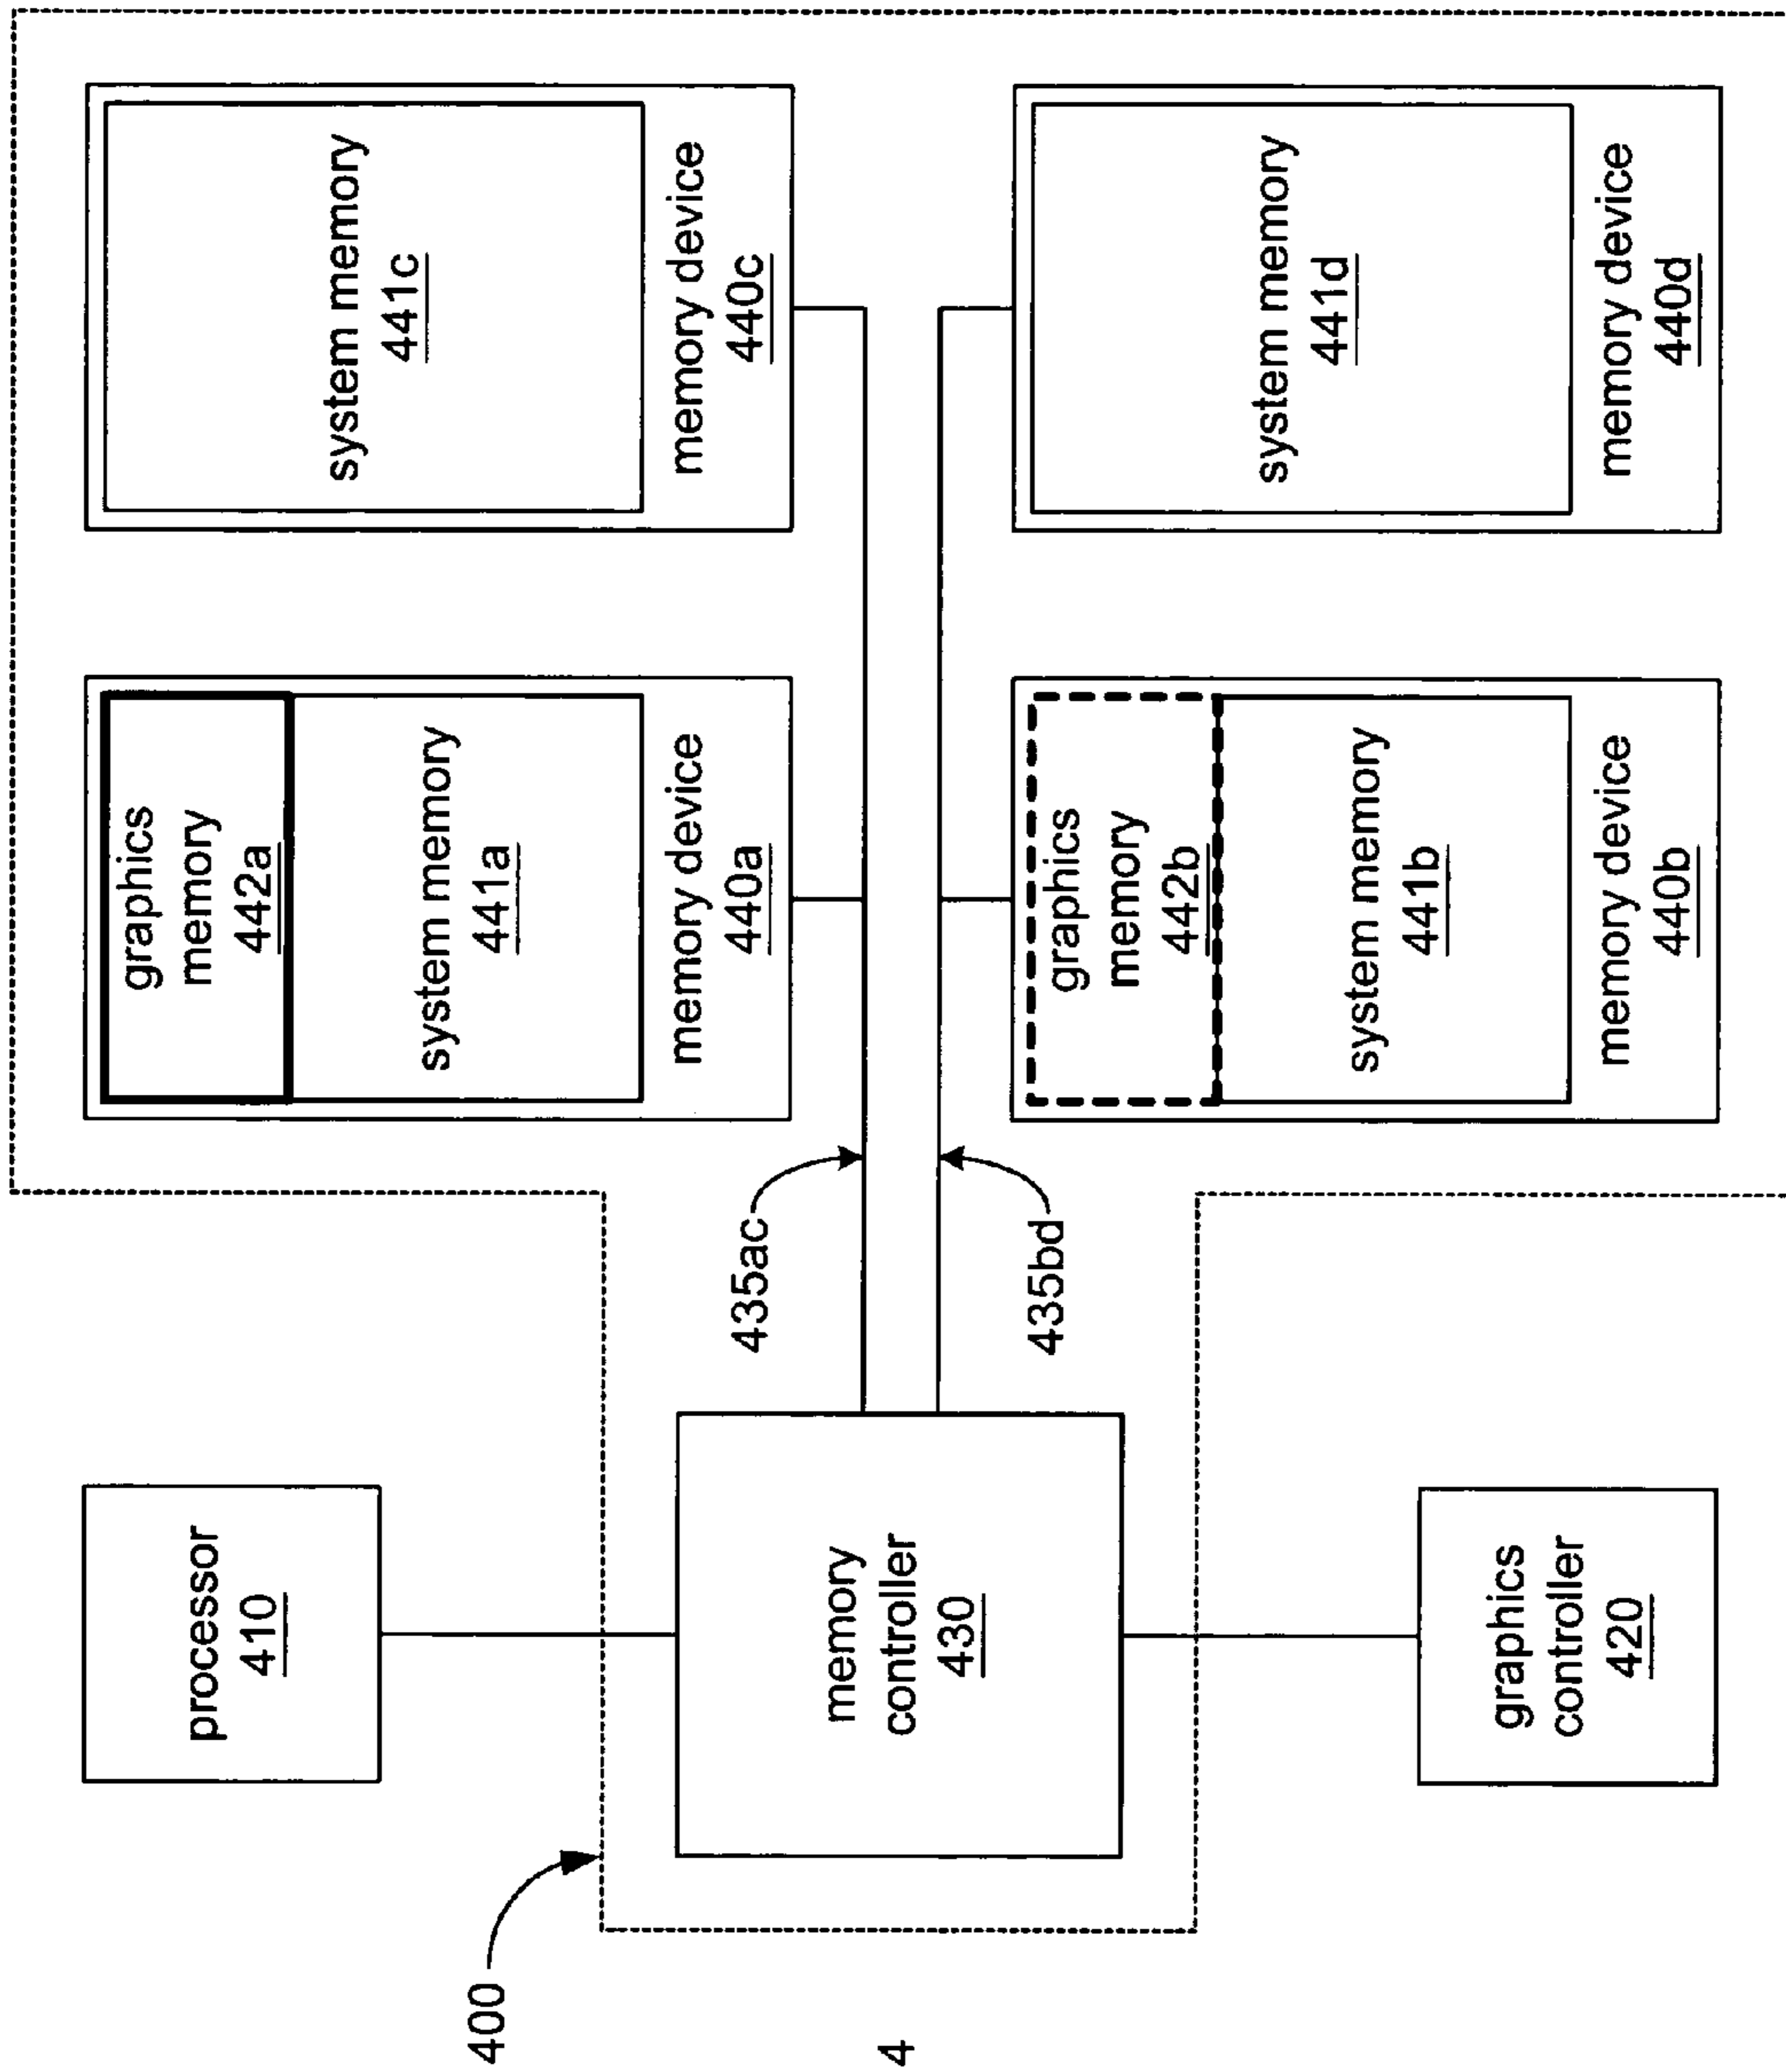 400
processor
410
memory
controller
430
graphics
controller
420
435ac
435bd
graphics
memory
442a
system memory
441a
memory device
440a
system memory
441c
memory device
440c
graphics
memory
442b
system memory
441b
memory device
440b
system memory
441d
memory device
440d
4